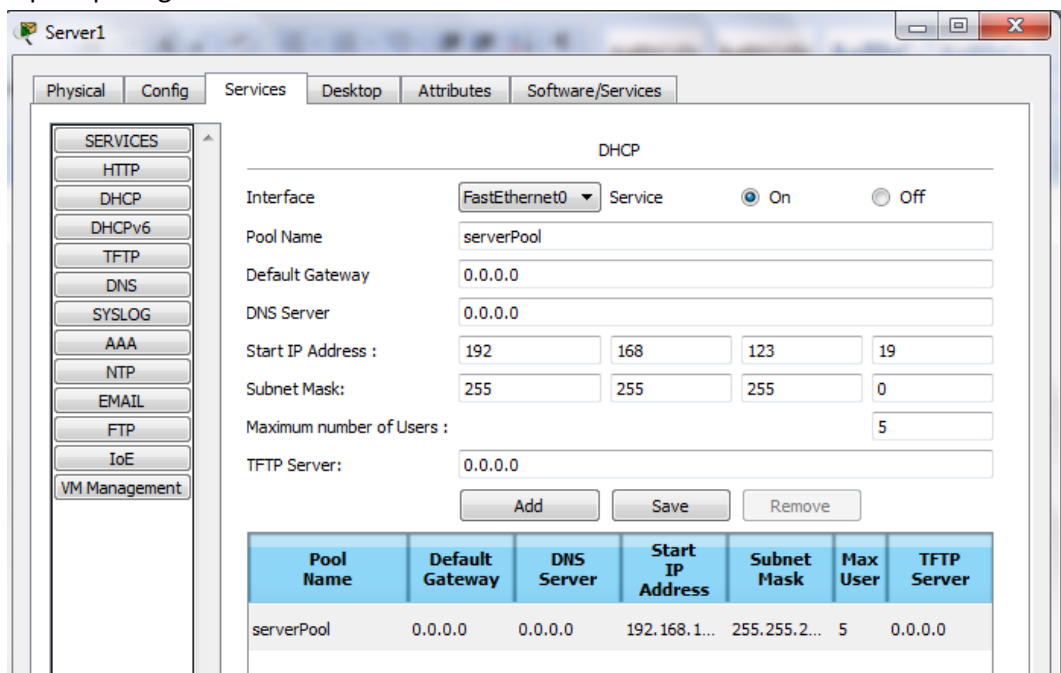 Server1
Physical Config Services Desktop Attributes Software/Services
SERVICES
HTTP
DHCP
DHCPv6
TFTP
DNS
SYSLOG
AAA
NTP
EMAIL
FTP
IoE
VM Management
DHCP
Interface FastEthernet0 Service On Off
Pool Name serverPool
Default Gateway 0.0.0.0
DNS Server 0.0.0.0
Start IP Address : 192 168 123 19
Subnet Mask: 255 255 255 0
Maximum number of Users : 5
TFTP Server: 0.0.0.0
Add Save Remove
Pool Name Default Gateway DNS Server Start IP Address Subnet Mask Max User TFTP Server
serverPool 0.0.0.0 0.0.0.0 192.168.1... 255.255.2... 5 0.0.0.0